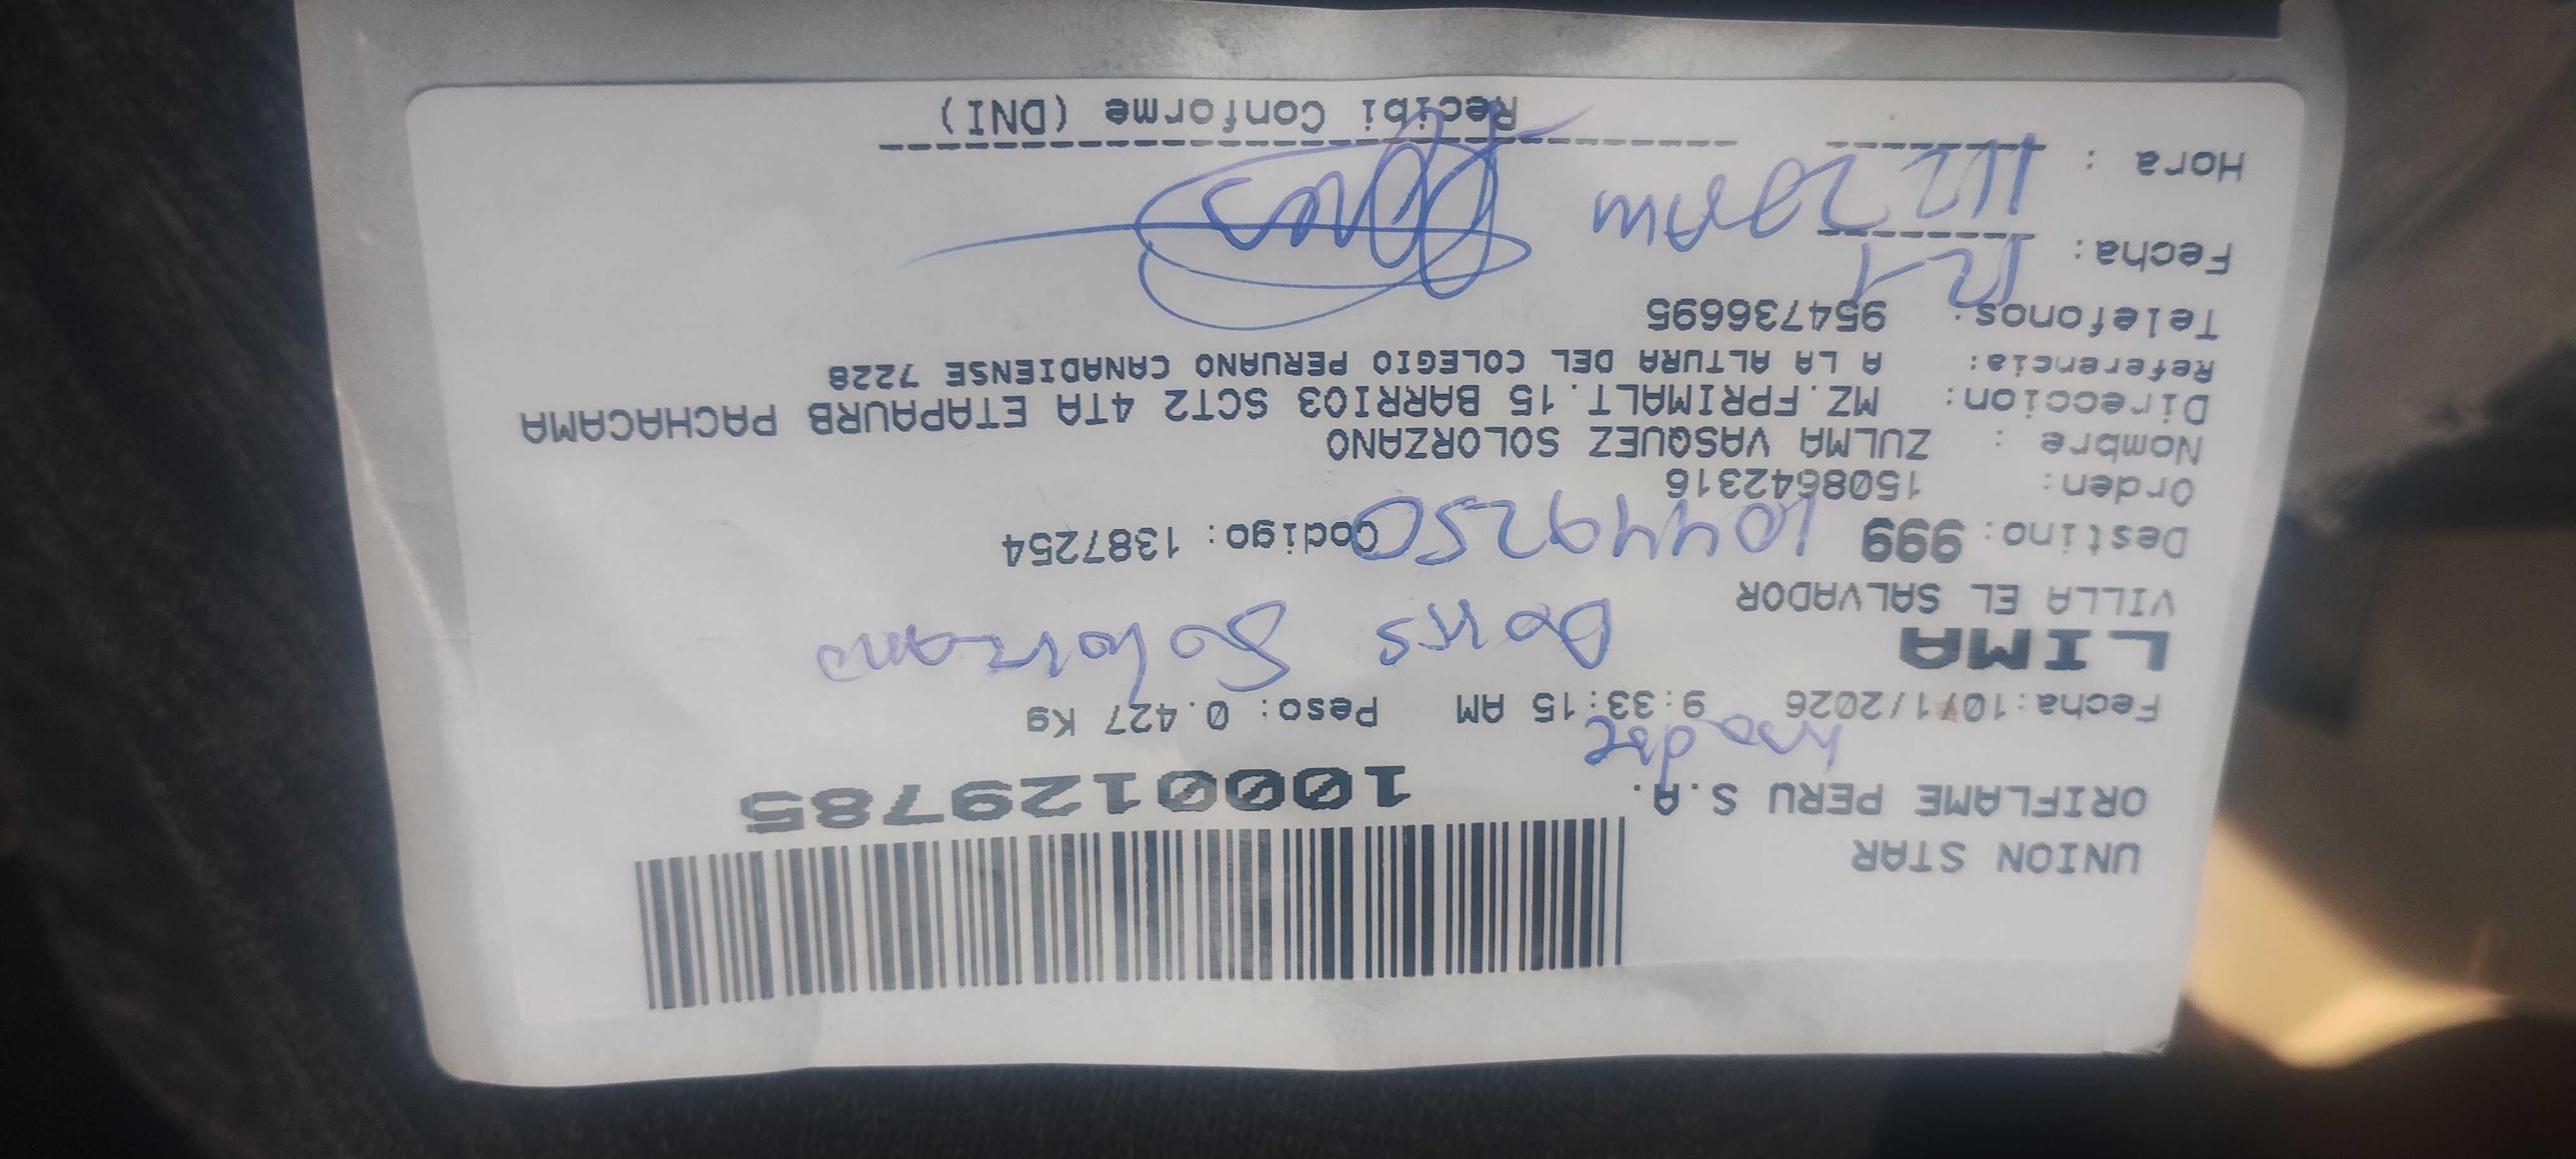 UNION STAR
ORIFLAME PERU S.A.
1000129785
madre
Fecha:10/1/2026 9:33:15 AM Peso: 0.427 Kg
LIMA
Doris Solorzano
VILLA EL SALVADOR
Destino: 999 10449250 Codigo: 1387254
Orden: 1508642316
Nombre : ZULMA VASQUEZ SOLORZANO
Direccion: MZ.FPRIMALT.15 BARRIO3 SCT2 4TA ETAPAURB PACHACAMA
Referencia: A LA ALTURA DEL COLEGIO PERUANO CANADIENSE 7228
Telefonos: 954736695
Fecha:
Hora :
Recibi Conforme (DNI)